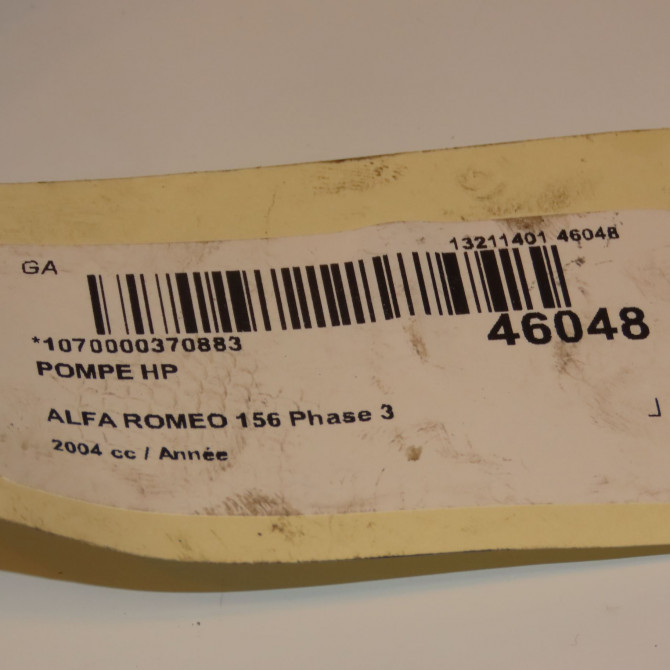 13211401 46048
GA
*1070000370883
46048
POMPE HP
ALFA ROMEO 156 Phase 3
2004 cc / Année